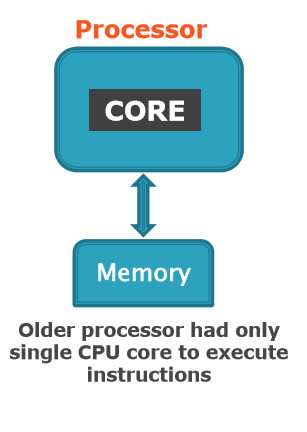 Processor
CORE
Memory
Older processor had only
single CPU core to execute
instructions